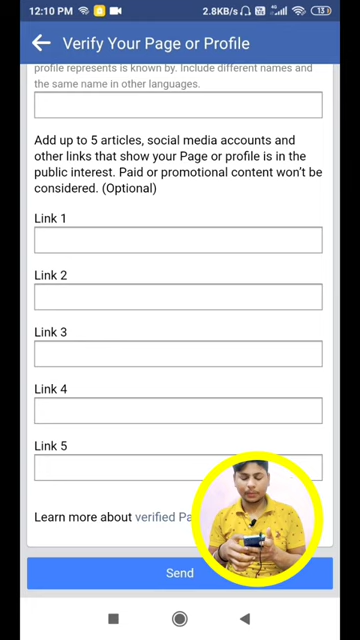 12:10 PM 2.8KB/s 4G 13
Verify Your Page or Profile
profile represents is known by. Include different names and
the same name in other languages.
Add up to 5 articles, social media accounts and
other links that show your Page or profile is in the
public interest. Paid or promotional content won't be
considered. (Optional)
Link 1
Link 2
Link 3
Link 4
Link 5
Learn more about verified Pa
Send